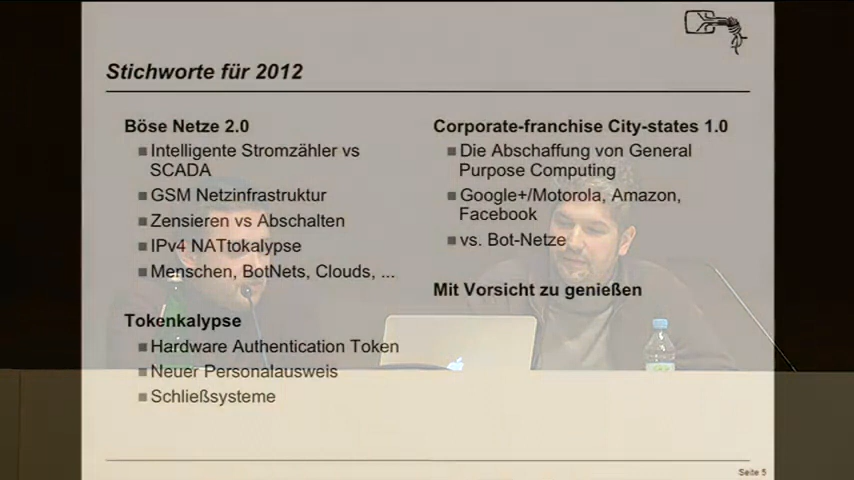 Stichworte für 2012
Böse Netze 2.0
Intelligente Stromzähler vs
SCADA
GSM Netzinfrastruktur
Zensieren vs Abschalten
IPv4 NATtokalypse
Menschen, BotNets, Clouds, ...
Tokenkalypse
Hardware Authentication Token
Neuer Personalausweis
Schließsysteme
Corporate-franchise City-states 1.0
Die Abschaffung von General
Purpose Computing
Google+/Motorola, Amazon,
Facebook
vs. Bot-Netze
Mit Vorsicht zu genießen
Seite 5